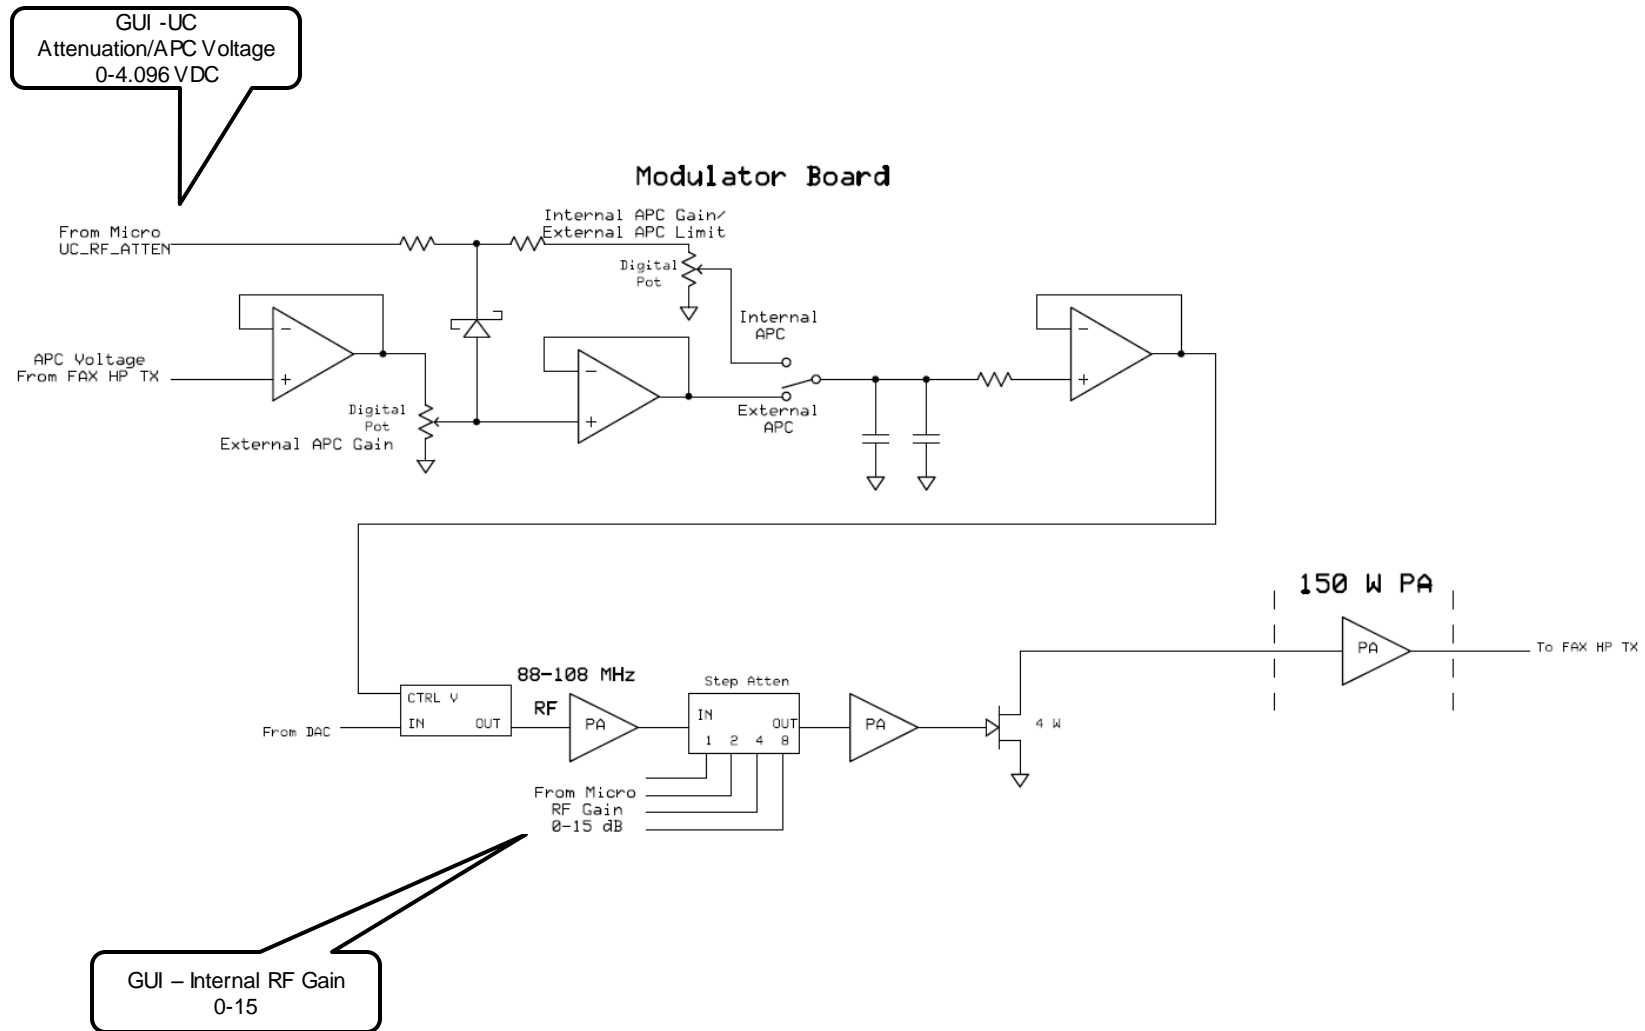 GUI -UC
Attenuation/APC Voltage
0-4.096 VDC
Modulator Board
From Micro
UC_RF_ATTEN
Internal APC Gain/
External APC Limit
Digital
Pot
Internal
APC
APC Voltage
From FAX HP TX
-
+
Digital
Pot
External APC Gain
-
+
External
APC
-
+
150 W PA
PA
To FAX HP TX
From DAC
CTRL V
IN
OUT
88-108 MHz
RF
PA
Step Atten
IN
OUT
1 2 4 8
PA
4 W
From Micro
RF Gain
0-15 dB
GUI – Internal RF Gain
0-15